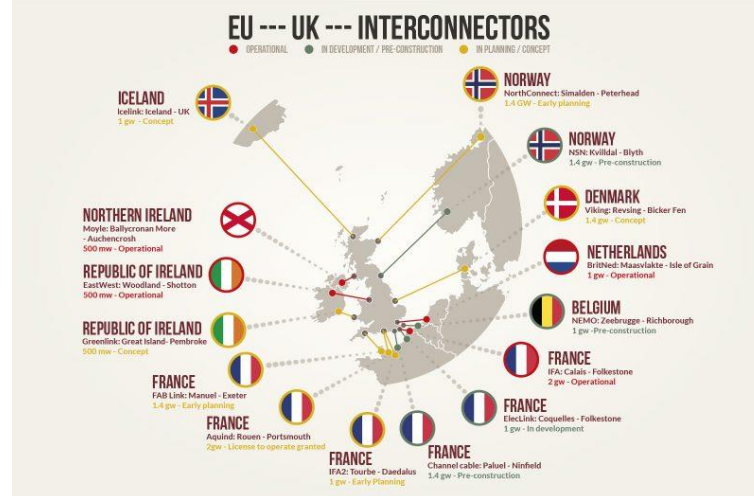 EU --- UK --- INTERCONNECTORS
OPERATIONAL
IN DEVELOPMENT / PRE-CONSTRUCTION
IN PLANNING / CONCEPT
ICELAND
Icelink: Iceland - UK
1 gw - Concept
NORWAY
NorthConnect: Simalden - Peterhead
1.4 GW - Early planning
NORWAY
NSN: Kvilldal - Blyth
1.4 gw - Pre-construction
DENMARK
Viking: Revsing - Bicker Fen
1.4 gw - Concept
NORTHERN IRELAND
Moyle: Ballycronan More
- Auchencrosh
500 mw - Operational
NETHERLANDS
BritNed: Maasvlakte - Isle of Grain
1 gw - Operational
REPUBLIC OF IRELAND
EastWest: Woodland - Shotton
500 mw - Operational
BELGIUM
NEMO: Zeebrugge - Richborough
1 gw -Pre-construction
REPUBLIC OF IRELAND
Greenlink: Great Island- Pembroke
500 mw - Concept
FRANCE
IFA: Calais - Folkestone
2 gw - Operational
FRANCE
FAB Link: Manuel - Exeter
1.4 gw - Early planning
FRANCE
ElecLink: Coquelles - Folkestone
1 gw - In development
FRANCE
Aquind: Rouen - Portsmouth
2gw - License to operate granted
FRANCE
IFA2: Tourbe - Daedalus
1 gw - Early Planning
FRANCE
Channel cable: Paluel - Ninfield
1.4 gw - Pre-construction